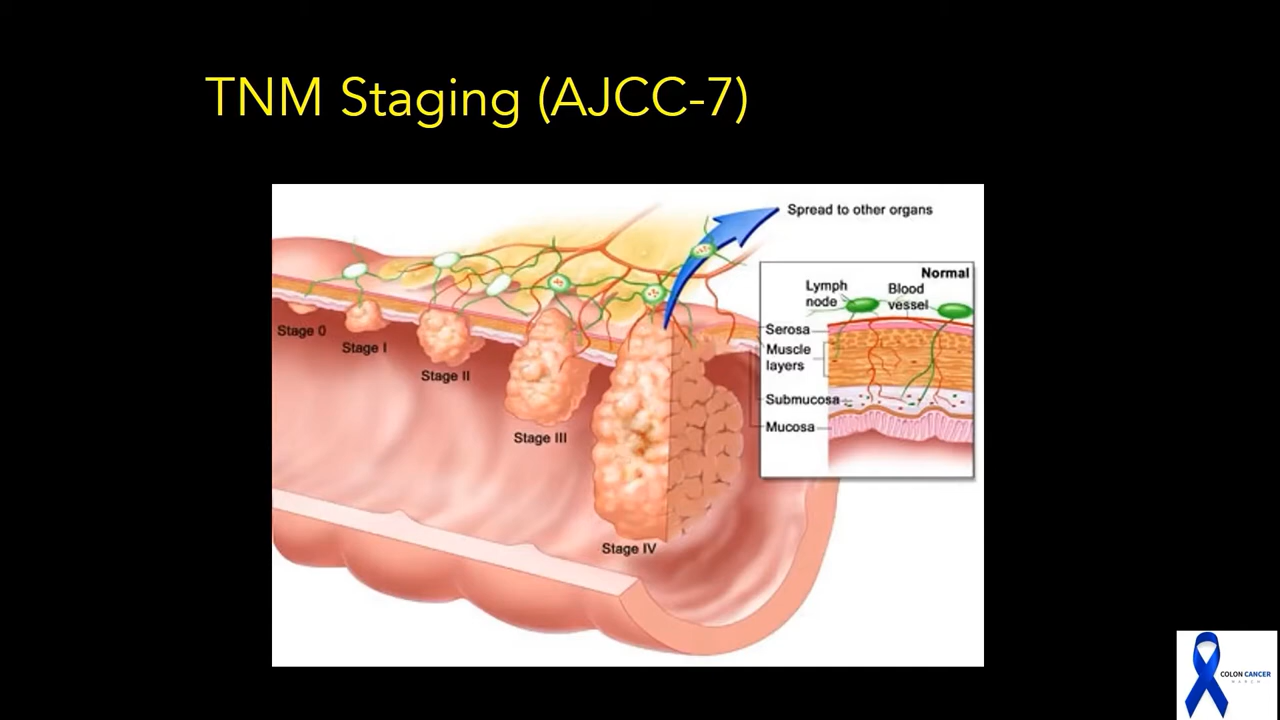 TNM Staging (AJCC-7)
Spread to other organs
Normal
Lymph
node
Blood
vessel
Serosa
Muscle
layers
Submucosa
Mucosa
Stage 0
Stage I
Stage II
Stage III
Stage IV
COLON CANCER
MARCH